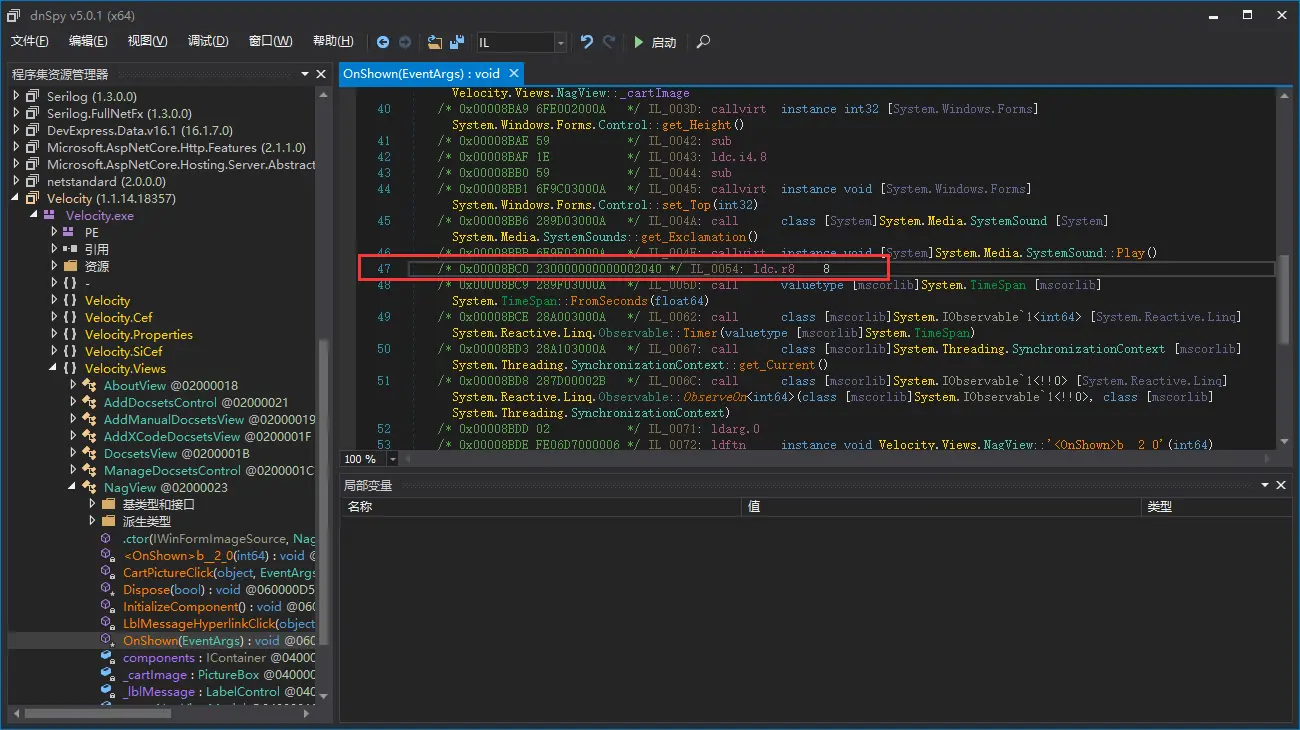 dnSpy v5.0.1 (x64)
文件(F) 编辑(E) 视图(V) 调试(D) 窗口(W) 帮助(H) IL 启动
程序集资源管理器
Serilog (1.3.0.0)
Serilog.FullNetFx (1.3.0.0)
DevExpress.Data.v16.1 (16.1.7.0)
Microsoft.AspNetCore.Http.Features (2.1.1.0)
Microsoft.AspNetCore.Hosting.Server.Abstract
netstandard (2.0.0.0)
Velocity (1.1.14.18357)
Velocity.exe
PE
引用
资源
{ } -
{ } Velocity
{ } Velocity.Cef
{ } Velocity.Properties
{ } Velocity.SiCef
{ } Velocity.Views
AboutView @02000018
AddDocsetsControl @02000021
AddManualDocsetsView @02000019
AddXCodeDocsetsView @0200001F
DocsetsView @0200001B
ManageDocsetsControl @0200001C
NagView @02000023
基类型和接口
派生类型
.ctor(IWinFormImageSource, Nag
<OnShown>b__2_0(int64) : void @
CartPictureClick(object, EventArgs
Dispose(bool) : void @060000D5
InitializeComponent() : void @060
LblMessageHyperlinkClick(object
OnShown(EventArgs) : void @060
components : IContainer @04000
_cartImage : PictureBox @040000
_lblMessage : LabelControl @040
OnShown(EventArgs) : void
Velocity.Views.NagView::_cartImage
40 /* 0x00008BA9 6FE002000A */ IL_003D: callvirt instance int32 [System.Windows.Forms]
System.Windows.Forms.Control::get_Height()
41 /* 0x00008BAE 59 */ IL_0042: sub
42 /* 0x00008BAF 1E */ IL_0043: ldc.i4.8
43 /* 0x00008BB0 59 */ IL_0044: sub
44 /* 0x00008BB1 6F9C03000A */ IL_0045: callvirt instance void [System.Windows.Forms]
System.Windows.Forms.Control::set_Top(int32)
45 /* 0x00008BB6 289D03000A */ IL_004A: call class [System]System.Media.SystemSound [System]
System.Media.SystemSounds::get_Exclamation()
46 /* 0x00008BBB 6F9E03000A */ IL_004F: callvirt instance void [System]System.Media.SystemSound::Play()
47 /* 0x00008BC0 230000000000002040 */ IL_0054: ldc.r8 8
48 /* 0x00008BC9 289F03000A */ IL_005D: call valuetype [mscorlib]System.TimeSpan [mscorlib]
System.TimeSpan::FromSeconds(float64)
49 /* 0x00008BCE 28A003000A */ IL_0062: call class [mscorlib]System.IObservable`1<int64> [System.Reactive.Linq]
System.Reactive.Linq.Observable::Timer(valuetype [mscorlib]System.TimeSpan)
50 /* 0x00008BD3 28A103000A */ IL_0067: call class [mscorlib]System.Threading.SynchronizationContext [mscorlib]
System.Threading.SynchronizationContext::get_Current()
51 /* 0x00008BD8 287D00002B */ IL_006C: call class [mscorlib]System.IObservable`1<!!0> [System.Reactive.Linq]
System.Reactive.Linq.Observable::ObserveOn<int64>(class [mscorlib]System.IObservable`1<!!0>, class [mscorlib]
System.Threading.SynchronizationContext)
52 /* 0x00008BDD 02 */ IL_0071: ldarg.0
53 /* 0x00008BDE FE06D7000006 */ IL_0072: ldftn instance void Velocity.Views.NagView::'<OnShown>b__2_0'(int64)
100 %
局部变量
名称 值 类型